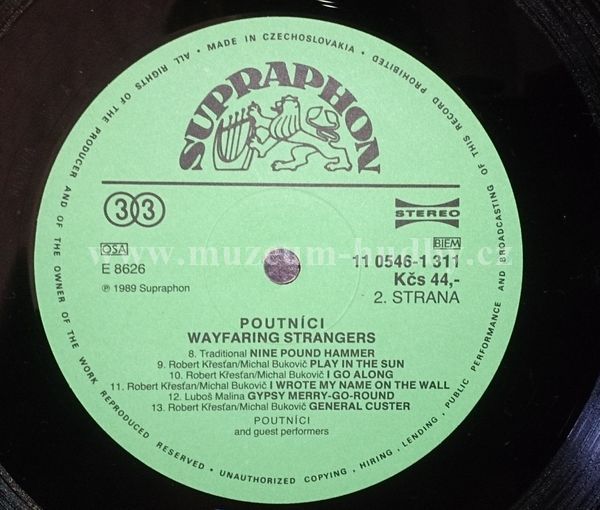 • MADE IN CZECHOSLOVAKIA • ALL RIGHTS OF THE PRODUCER AND OF THE OWNER OF THE WORK REPRODUCED RESERVED • UNAUTHORIZED COPYING, HIRING, LENDING, PUBLIC PERFORMANCE AND BROADCASTING OF THIS RECORD PROHIBITED
SUPRAPHON
33
STEREO
OSA
BIEM
www.muzeum-hudby.cz
E 8626
11 0546-1 311
Kčs 44,-
℗ 1989 Supraphon
2. STRANA
POUTNÍCI
WAYFARING STRANGERS
8. Traditional NINE POUND HAMMER
9. Robert Křesťan/Michal Bukovič PLAY IN THE SUN
10. Robert Křesťan/Michal Bukovič I GO ALONG
11. Robert Křesťan/Michal Bukovič I WROTE MY NAME ON THE WALL
12. Luboš Malina GYPSY MERRY-GO-ROUND
13. Robert Křesťan/Michal Bukovič GENERAL CUSTER
POUTNÍCI
and guest performers